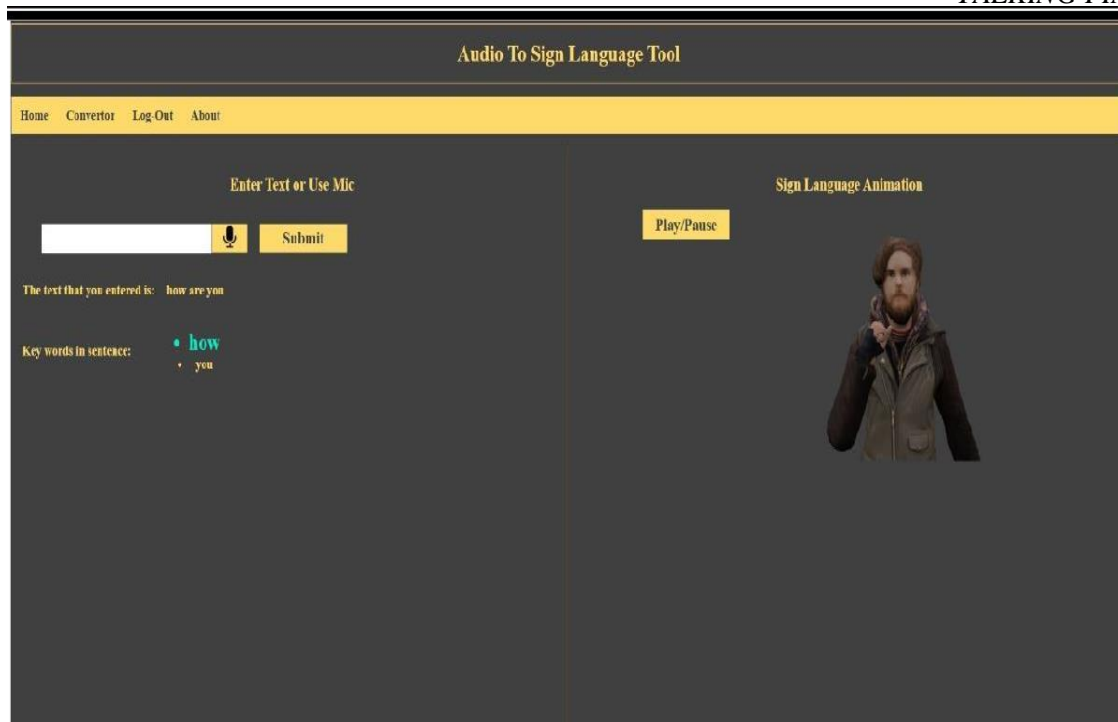 Audio To Sign Language Tool
Home Convertor Log-Out About
Enter Text or Use Mic
Submit
The text that you entered is: how are you
Key words in sentence:
• how
• you
Sign Language Animation
Play/Pause